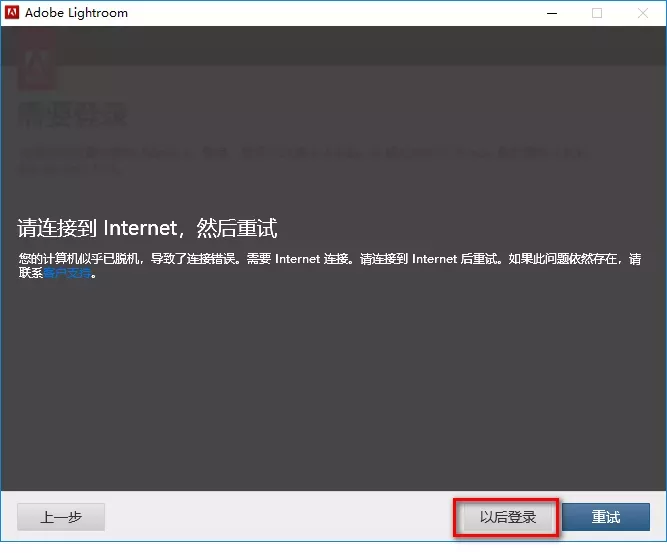 Adobe Lightroom
请连接到 Internet，然后重试
您的计算机似乎已脱机，导致了连接错误。需要 Internet 连接。请连接到 Internet 后重试。如果此问题依然存在，请
联系客户支持。
上一步
以后登录
重试